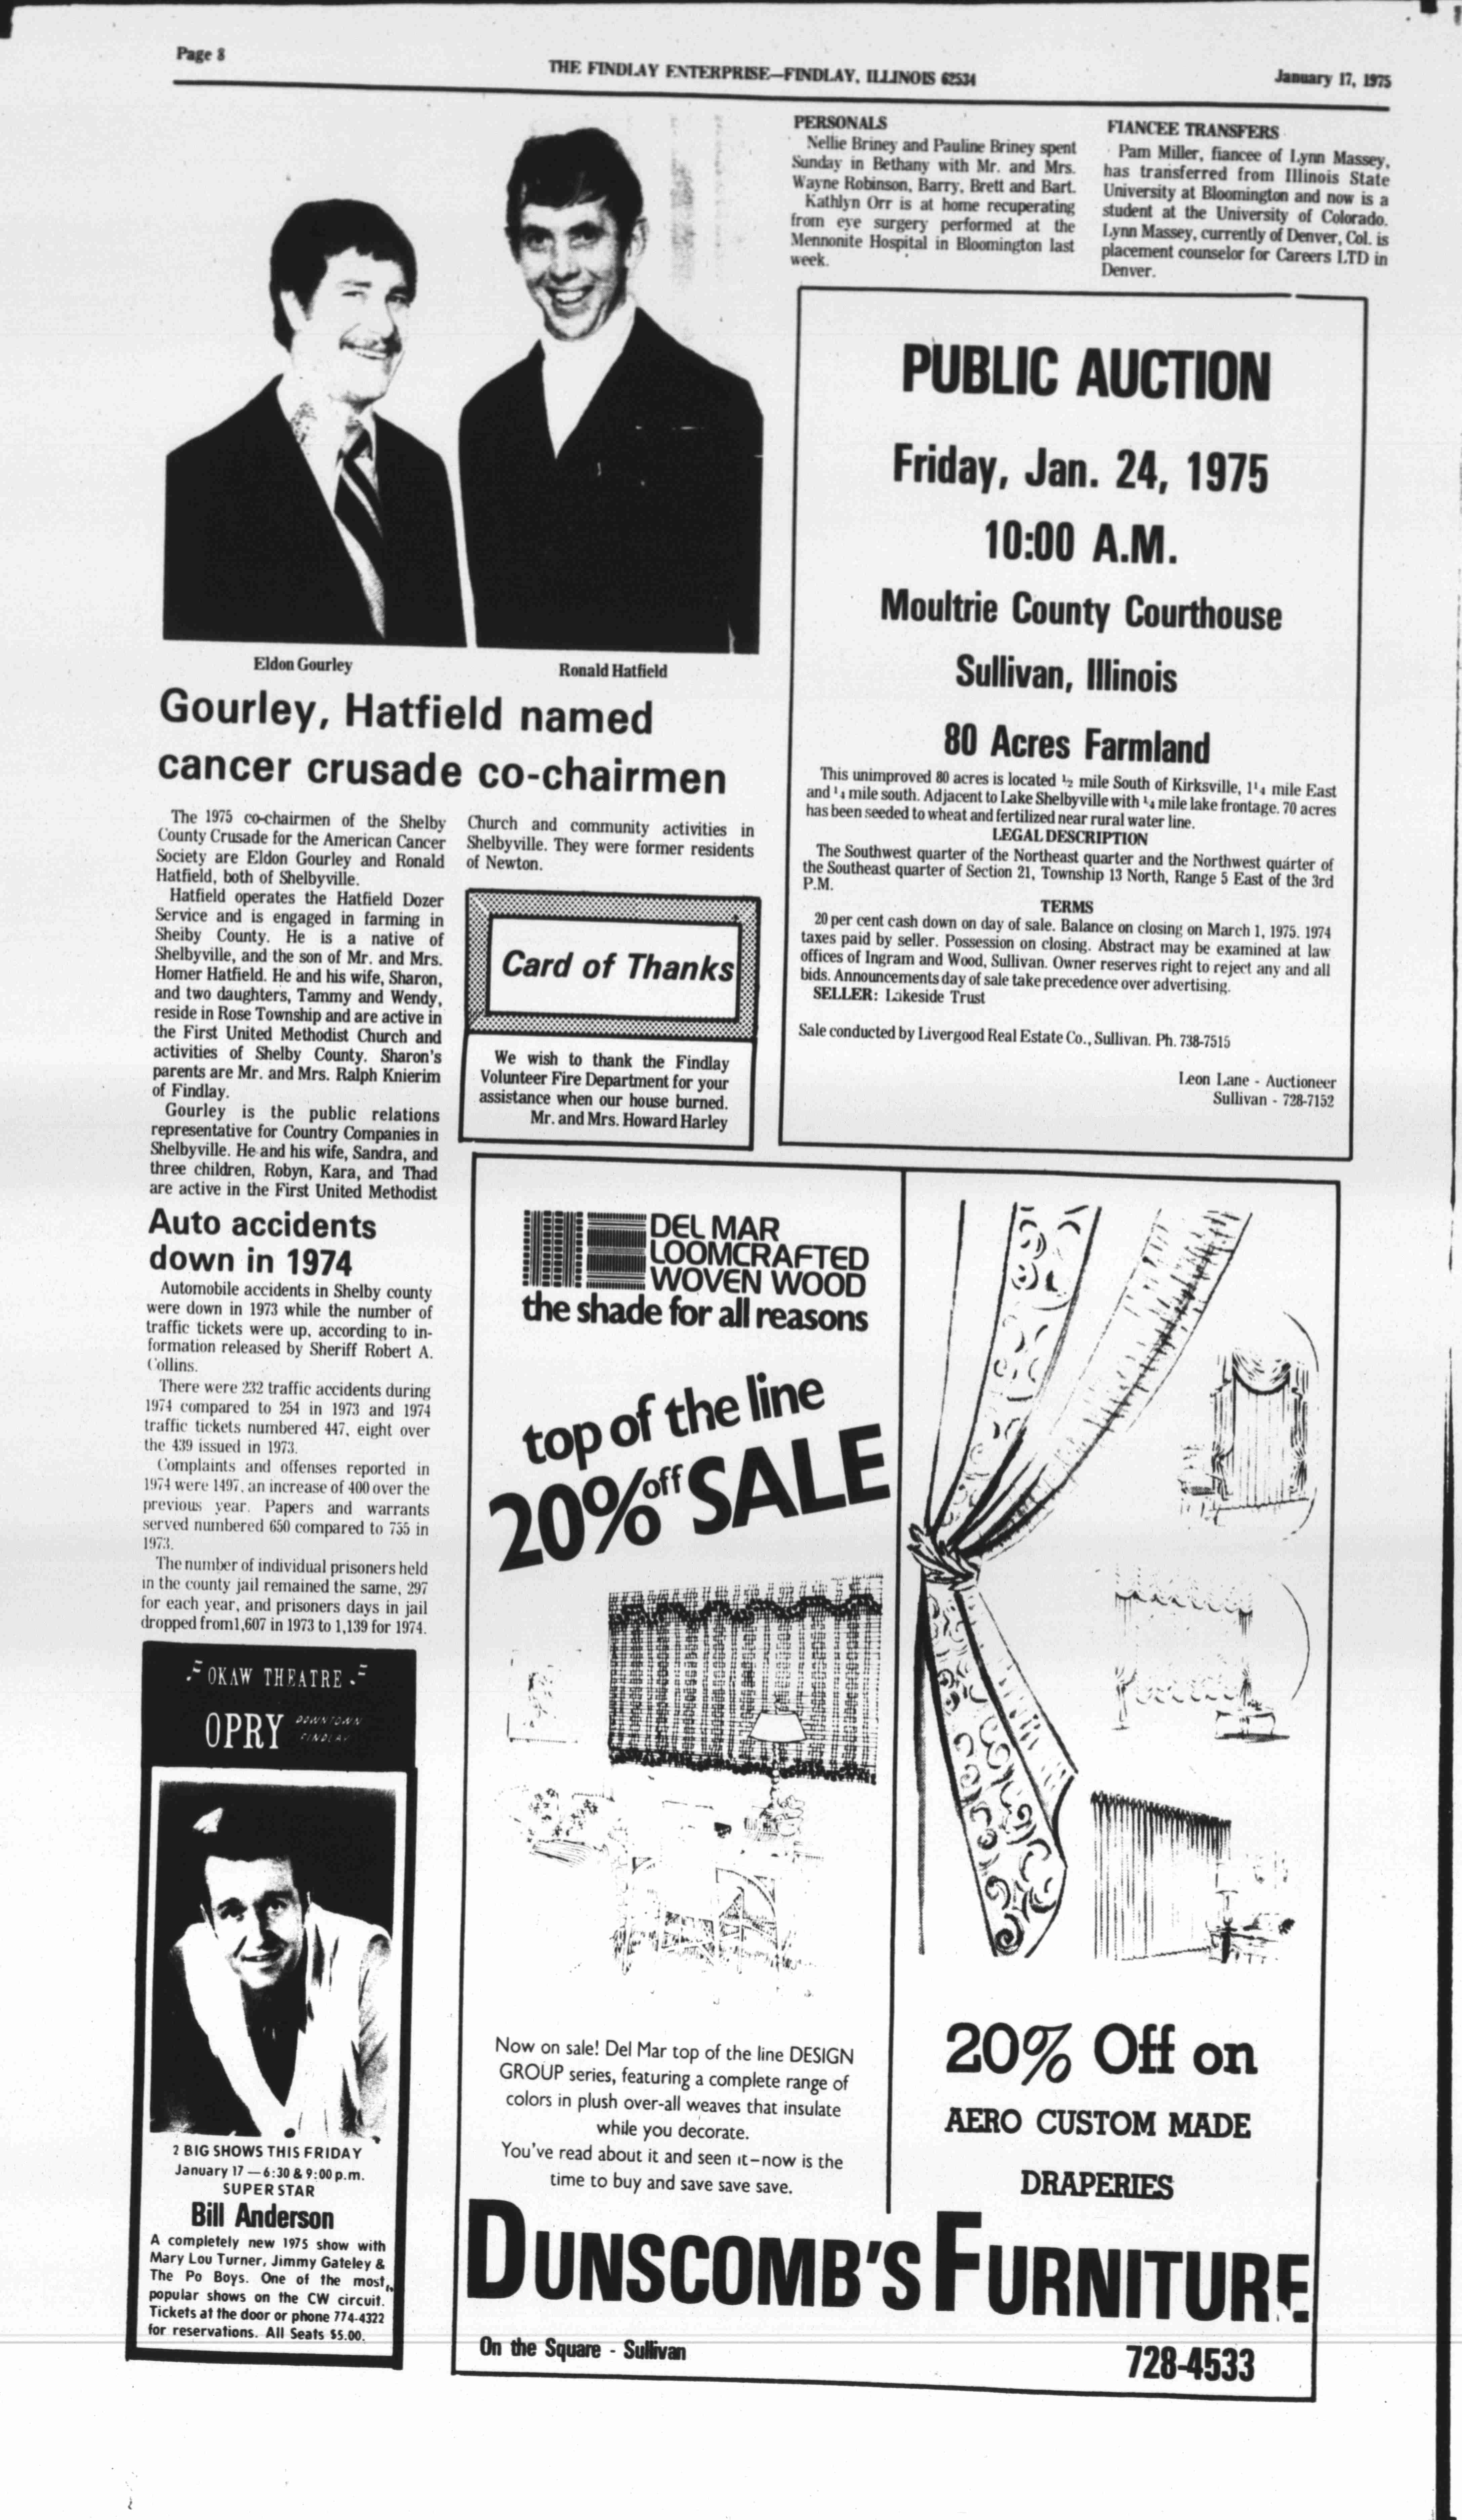 Page 8
THE FINDLAY ENTERPRISE—FINDLAY, ILLINOIS 62534
January 17, 1975
Eldon Gourley
Ronald Hatfield
Gourley, Hatfield named
cancer crusade co-chairmen
The 1975 co-chairmen of the Shelby
County Crusade for the American Cancer
Society are Eldon Gourley and Ronald
Hatfield, both of Shelbyville.
Hatfield operates the Hatfield Dozer
Service and is engaged in farming in
Shelby County. He is a native of
Shelbyville, and the son of Mr. and Mrs.
Homer Hatfield. He and his wife, Sharon,
and two daughters, Tammy and Wendy,
reside in Rose Township and are active in
the First United Methodist Church and
activities of Shelby County. Sharon's
parents are Mr. and Mrs. Ralph Knierim
of Findlay.
Gourley is the public relations
representative for Country Companies in
Shelbyville. He and his wife, Sandra, and
three children, Robyn, Kara, and Thad
are active in the First United Methodist
Church and community activities in
Shelbyville. They were former residents
of Newton.
Card of Thanks
We wish to thank the Findlay
Volunteer Fire Department for your
assistance when our house burned.
Mr. and Mrs. Howard Harley
Auto accidents
down in 1974
Automobile accidents in Shelby county
were down in 1973 while the number of
traffic tickets were up, according to in-
formation released by Sheriff Robert A.
Collins.
There were 232 traffic accidents during
1974 compared to 254 in 1973 and 1974
traffic tickets numbered 447, eight over
the 439 issued in 1973.
Complaints and offenses reported in
1974 were 1497, an increase of 400 over the
previous year. Papers and warrants
served numbered 650 compared to 755 in
1973.
The number of individual prisoners held
in the county jail remained the same, 297
for each year, and prisoners days in jail
dropped from1,607 in 1973 to 1,139 for 1974.
OKAW THEATRE
OPRY DOWNTOWN
FINDLAY
2 BIG SHOWS THIS FRIDAY
January 17 — 6:30 & 9:00 p.m.
SUPER STAR
Bill Anderson
A completely new 1975 show with
Mary Lou Turner, Jimmy Gateley &
The Po Boys. One of the most
popular shows on the CW circuit.
Tickets at the door or phone 774-4322
for reservations. All Seats $5.00.
PERSONALS
Nellie Briney and Pauline Briney spent
Sunday in Bethany with Mr. and Mrs.
Wayne Robinson, Barry, Brett and Bart.
Kathlyn Orr is at home recuperating
from eye surgery performed at the
Mennonite Hospital in Bloomington last
week.
FIANCEE TRANSFERS
Pam Miller, fiancee of Lynn Massey,
has transferred from Illinois State
University at Bloomington and now is a
student at the University of Colorado.
Lynn Massey, currently of Denver, Col. is
placement counselor for Careers LTD in
Denver.
PUBLIC AUCTION
Friday, Jan. 24, 1975
10:00 A.M.
Moultrie County Courthouse
Sullivan, Illinois
80 Acres Farmland
This unimproved 80 acres is located ½ mile South of Kirksville, 1¼ mile East
and ¼ mile south. Adjacent to Lake Shelbyville with ¼ mile lake frontage. 70 acres
has been seeded to wheat and fertilized near rural water line.
LEGAL DESCRIPTION
The Southwest quarter of the Northeast quarter and the Northwest quarter of
the Southeast quarter of Section 21, Township 13 North, Range 5 East of the 3rd
P.M.
TERMS
20 per cent cash down on day of sale. Balance on closing on March 1, 1975. 1974
taxes paid by seller. Possession on closing. Abstract may be examined at law
offices of Ingram and Wood, Sullivan. Owner reserves right to reject any and all
bids. Announcements day of sale take precedence over advertising.
SELLER: Lakeside Trust
Sale conducted by Livergood Real Estate Co., Sullivan. Ph. 738-7515
Leon Lane - Auctioneer
Sullivan - 728-7152
DEL MAR
LOOMCRAFTED
WOVEN WOOD
the shade for all reasons
top of the line
20% off SALE
Now on sale! Del Mar top of the line DESIGN
GROUP series, featuring a complete range of
colors in plush over-all weaves that insulate
while you decorate.
You've read about it and seen it—now is the
time to buy and save save save.
20% Off on
AERO CUSTOM MADE
DRAPERIES
DUNSCOMB'S FURNITURE
On the Square - Sullivan
728-4533